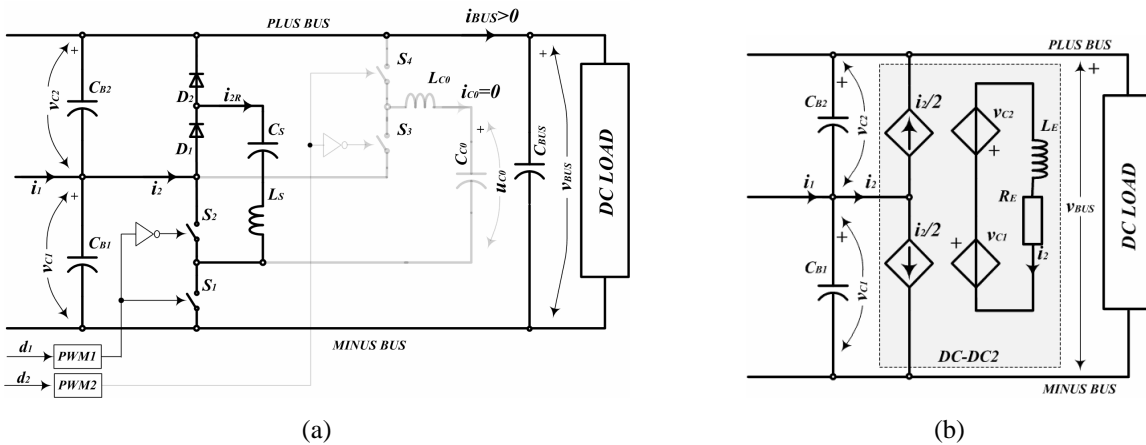 PLUS BUS
iBUS>0
+
vC2
CB2
D2
i2R
CS
D1
i1
i2
LS
S2
S1
+
vC1
CB1
S4
LC0
iC0=0
S3
+
CC0
uC0
+
CBUS
vBUS
DC LOAD
MINUS BUS
d1
PWM1
d2
PWM2
(a)
PLUS BUS
+
CB2
vC2
i2/2
vC2
+
LE
i1
i2
RE
vBUS
DC LOAD
+
CB1
vC1
i2/2
+
vC1
i2
+
DC-DC2
MINUS BUS
(b)